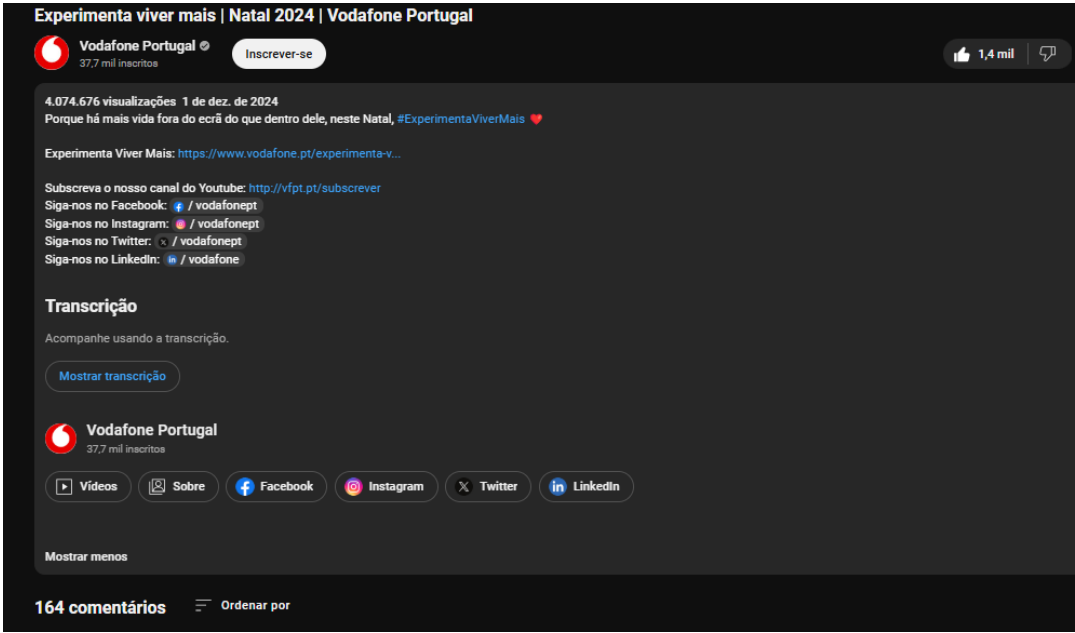 Experimenta viver mais | Natal 2024 | Vodafone Portugal
Vodafone Portugal
37,7 mil inscritos
Inscrever-se
1,4 mil
4.074.676 visualizações 1 de dez. de 2024
Porque há mais vida fora do ecrã do que dentro dele, neste Natal, #ExperimentaViverMais ❤️
Experimenta Viver Mais: https://www.vodafone.pt/experimenta-v...
Subscreva o nosso canal do Youtube: http://vfpt.pt/subscrever
Siga-nos no Facebook: / vodafonept
Siga-nos no Instagram: / vodafonept
Siga-nos no Twitter: / vodafonept
Siga-nos no LinkedIn: / vodafone
Transcrição
Acompanhe usando a transcrição.
Mostrar transcrição
Vodafone Portugal
37,7 mil inscritos
Vídeos Sobre Facebook Instagram Twitter LinkedIn
Mostrar menos
164 comentários Ordenar por